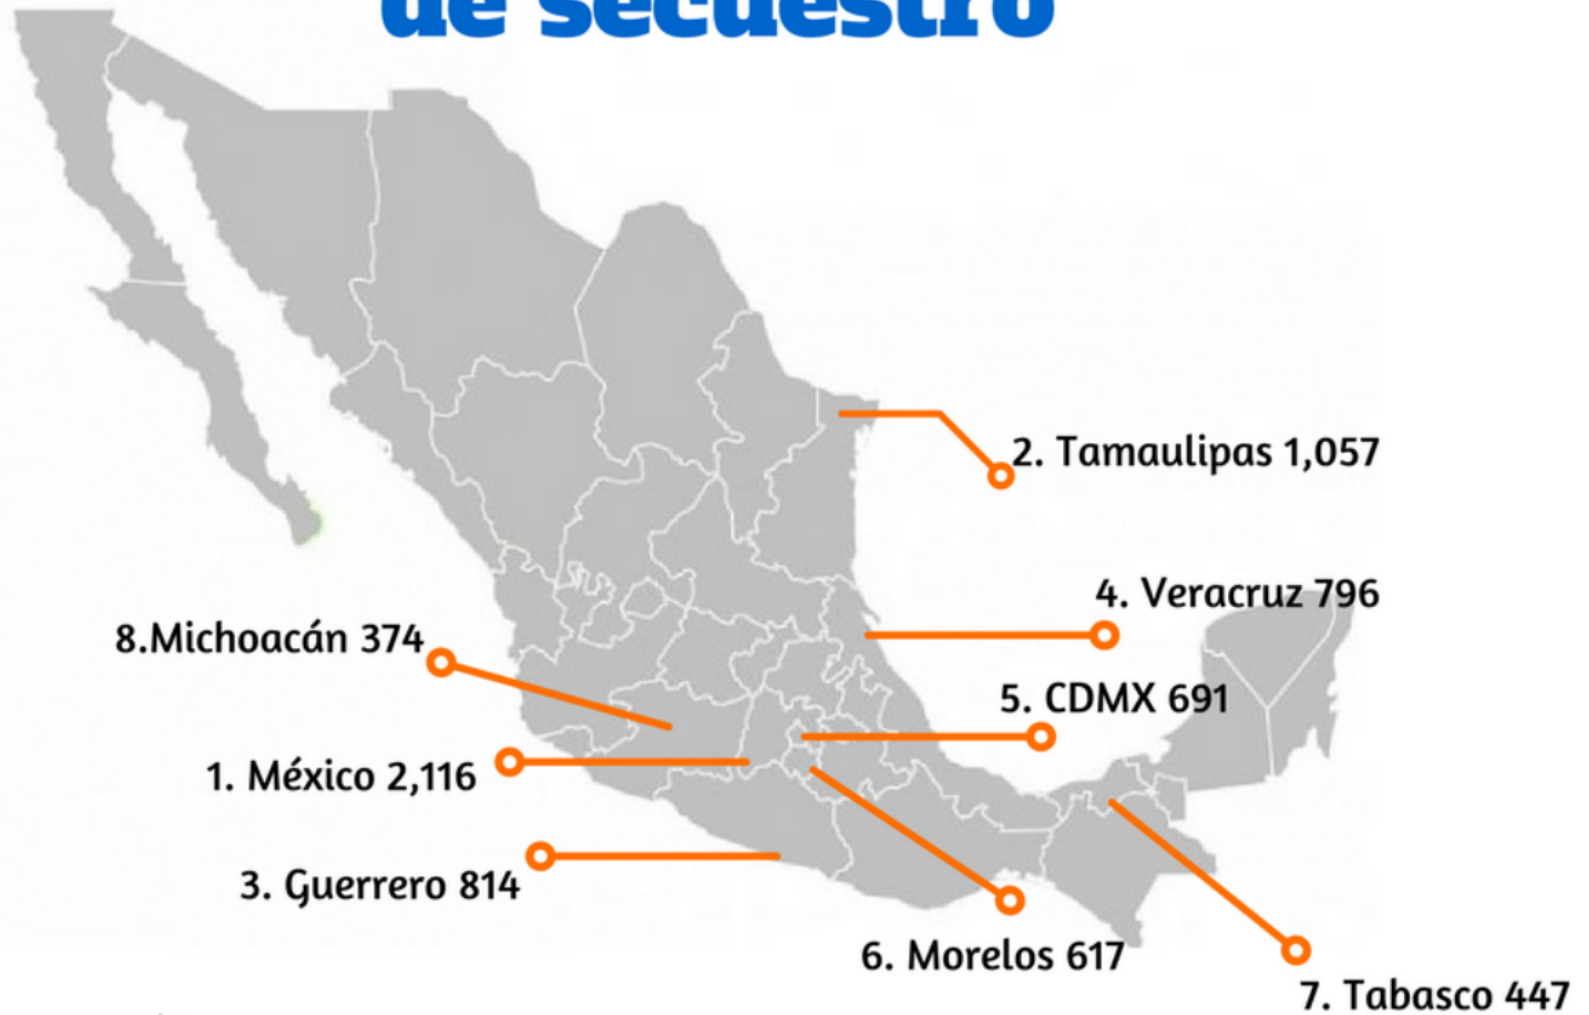 de secuestro
2. Tamaulipas 1,057
4. Veracruz 796
8.Michoacán 374
5. CDMX 691
1. México 2,116
3. Guerrero 814
6. Morelos 617
7. Tabasco 447